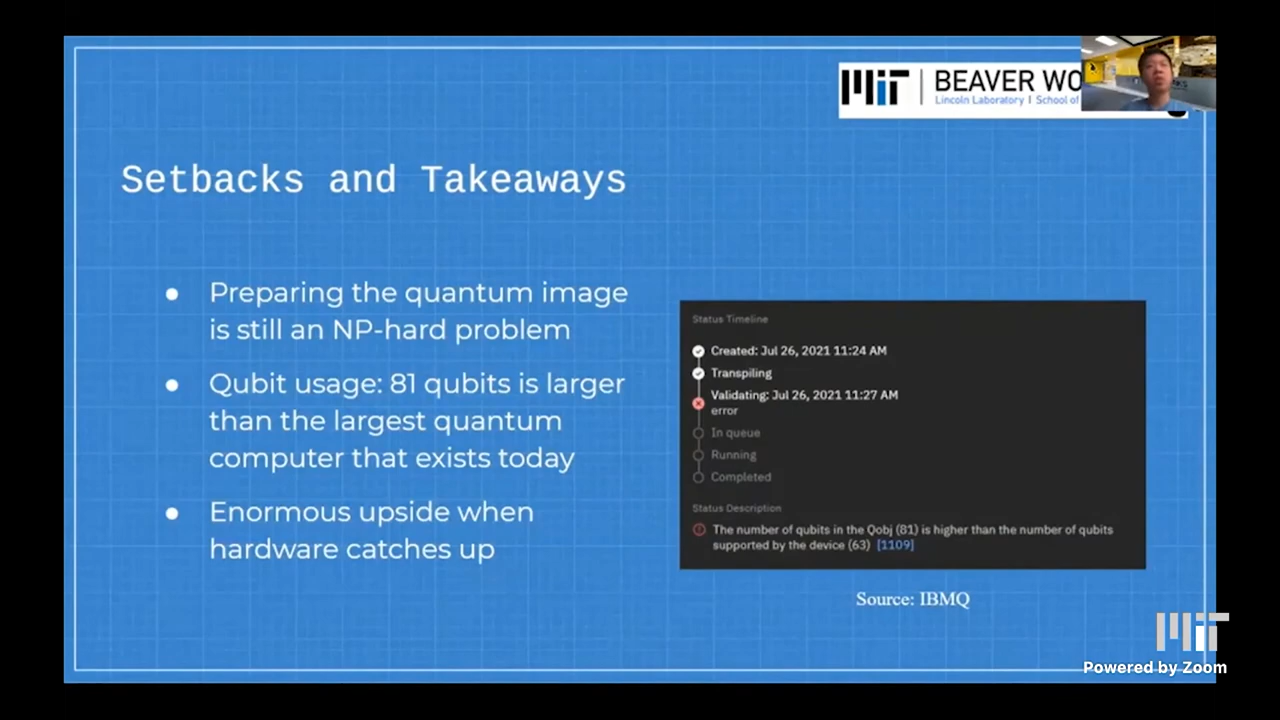 MIT BEAVER WO
Lincoln Laboratory | School of
Setbacks and Takeaways
● Preparing the quantum image
is still an NP-hard problem
● Qubit usage: 81 qubits is larger
than the largest quantum
computer that exists today
● Enormous upside when
hardware catches up
Status Timeline
Created: Jul 26, 2021 11:24 AM
Transpiling
Validating: Jul 26, 2021 11:27 AM
error
In queue
Running
Completed
Status Description
The number of qubits in the Qobj (81) is higher than the number of qubits
supported by the device (63) [1109]
Source: IBMQ
MIT
Powered by Zoom